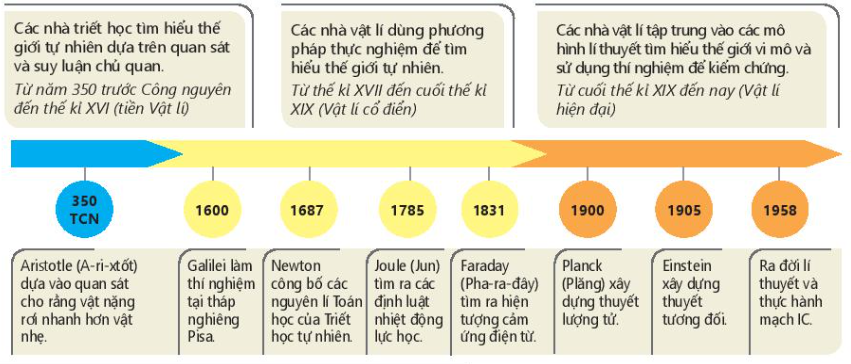 Các nhà triết học tìm hiểu thế
giới tự nhiên dựa trên quan sát
và suy luận chủ quan.
Từ năm 350 trước Công nguyên
đến thế kỉ XVI (tiền Vật lí)
Các nhà vật lí dùng phương
pháp thực nghiệm để tìm
hiểu thế giới tự nhiên.
Từ thế kỉ XVII đến cuối thế kỉ
XIX (Vật lí cổ điển)
Các nhà vật lí tập trung vào các mô
hình lí thuyết tìm hiểu thế giới vi mô và
sử dụng thí nghiệm để kiểm chứng.
Từ cuối thế kỉ XIX đến nay (Vật lí
hiện đại)
350
TCN
1600
1687
1785
1831
1900
1905
1958
Aristotle (A-ri-xtốt)
dựa vào quan sát
cho rằng vật nặng
rơi nhanh hơn vật
nhẹ.
Galilei làm
thí nghiệm
tại tháp
nghiêng
Pisa.
Newton
công bố các
nguyên lí Toán
học của Triết
học tự nhiên.
Joule (Jun)
tìm ra các
định luật
nhiệt động
lực học.
Faraday
(Pha-ra-đây)
tìm ra hiện
tượng cảm
ứng điện từ.
Planck
(Plăng) xây
dựng thuyết
lượng tử.
Einstein
xây dựng
thuyết
tương đối.
Ra đời lí
thuyết và
thực hành
mạch IC.